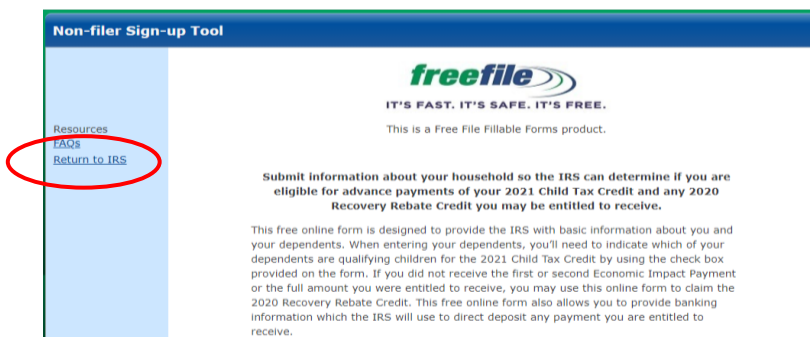 Non-filer Sign-up Tool
freefile
IT'S FAST. IT'S SAFE. IT'S FREE.
This is a Free File Fillable Forms product.
Resources
FAQs
Return to IRS
Submit information about your household so the IRS can determine if you are
eligible for advance payments of your 2021 Child Tax Credit and any 2020
Recovery Rebate Credit you may be entitled to receive.
This free online form is designed to provide the IRS with basic information about you and
your dependents. When entering your dependents, you'll need to indicate which of your
dependents are qualifying children for the 2021 Child Tax Credit by using the check box
provided on the form. If you did not receive the first or second Economic Impact Payment
or the full amount you were entitled to receive, you may use this online form to claim the
2020 Recovery Rebate Credit. This free online form also allows you to provide banking
information which the IRS will use to direct deposit any payment you are entitled to
receive.